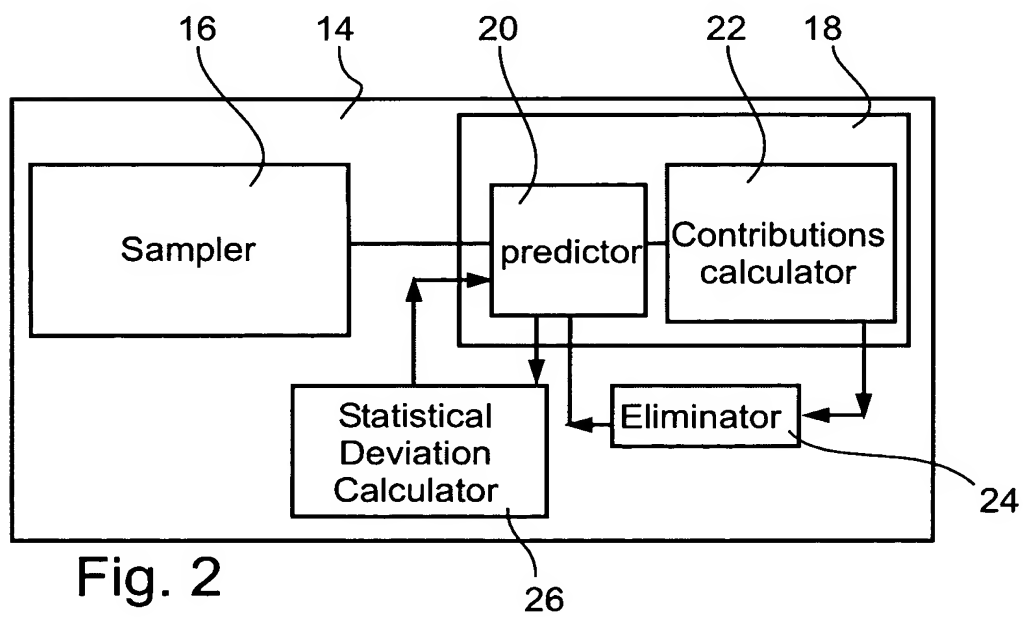 16
14
20
22
18
Sampler
predictor
Contributions
calculator
Statistical
Deviation
Calculator
Eliminator
24
26
Fig. 2